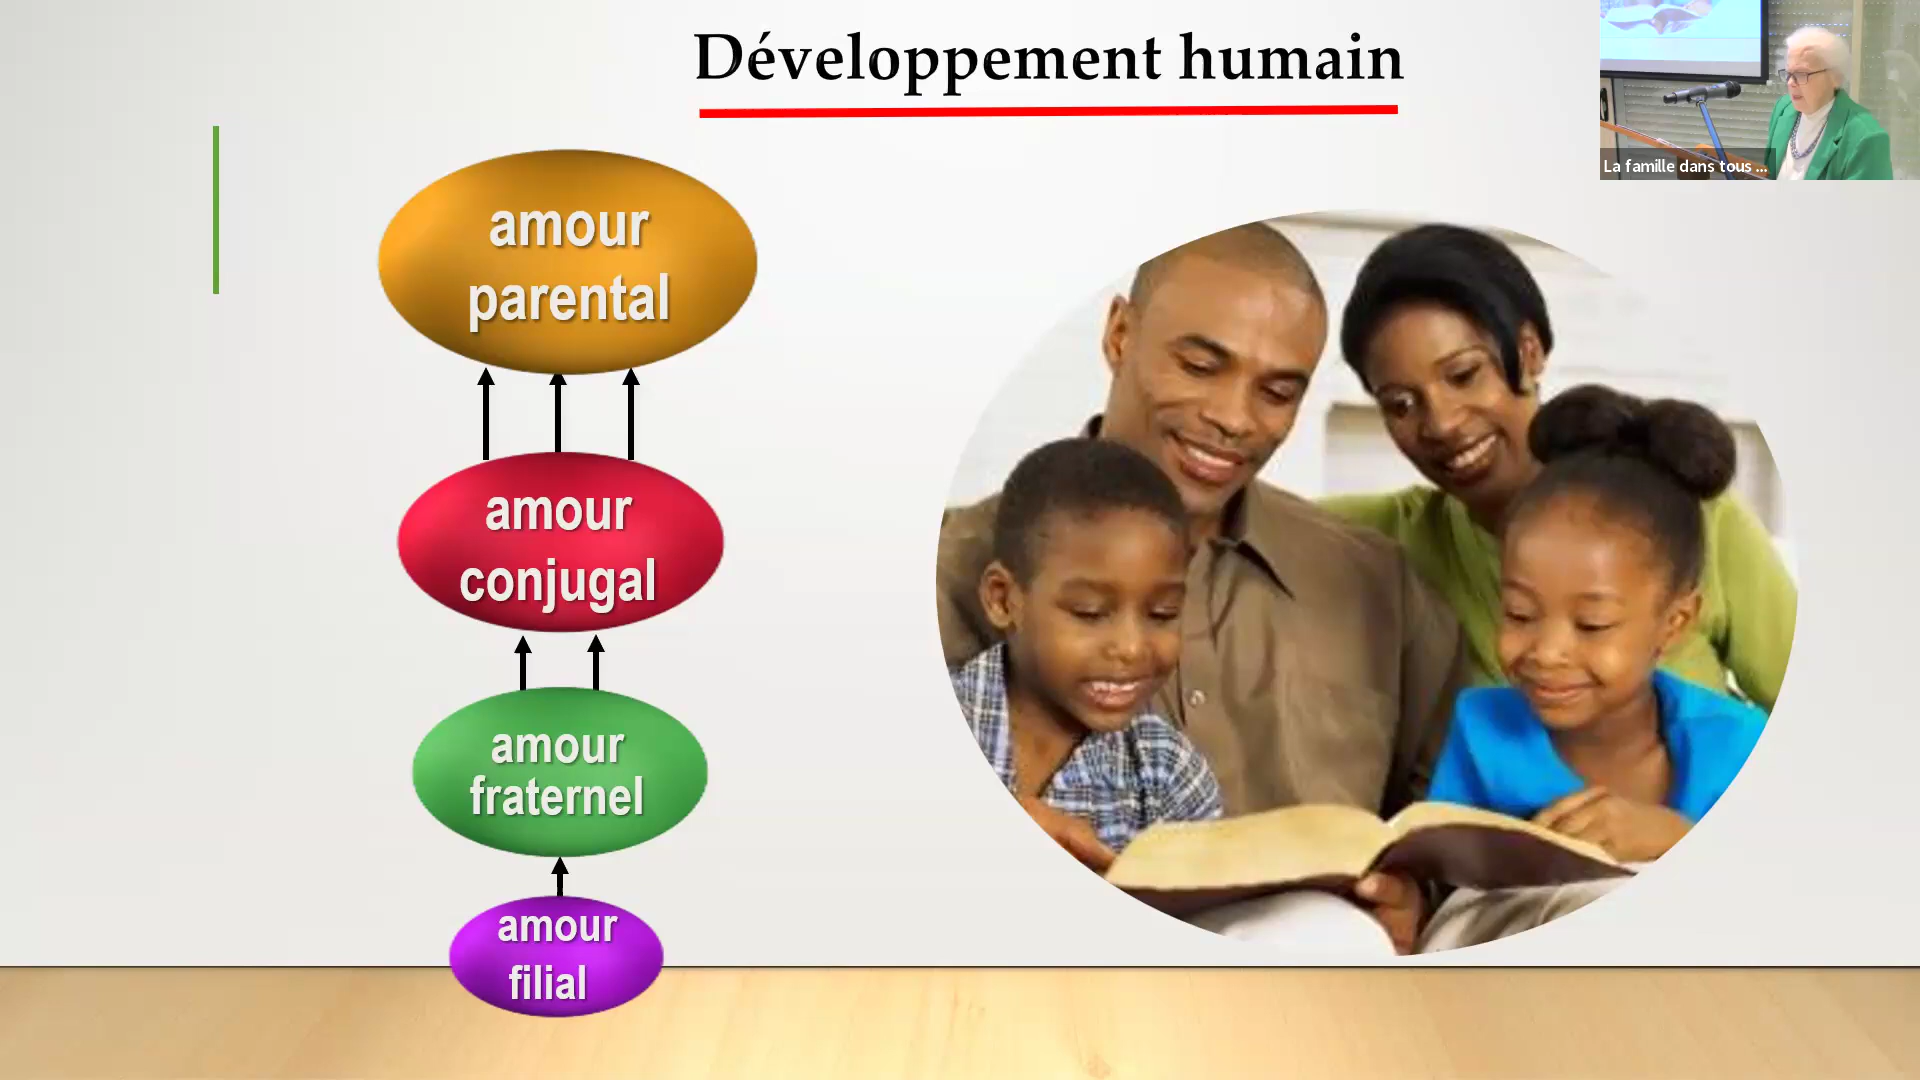 Développement humain
La famille dans tous ...
amour
parental
amour
conjugal
amour
fraternel
amour
filial